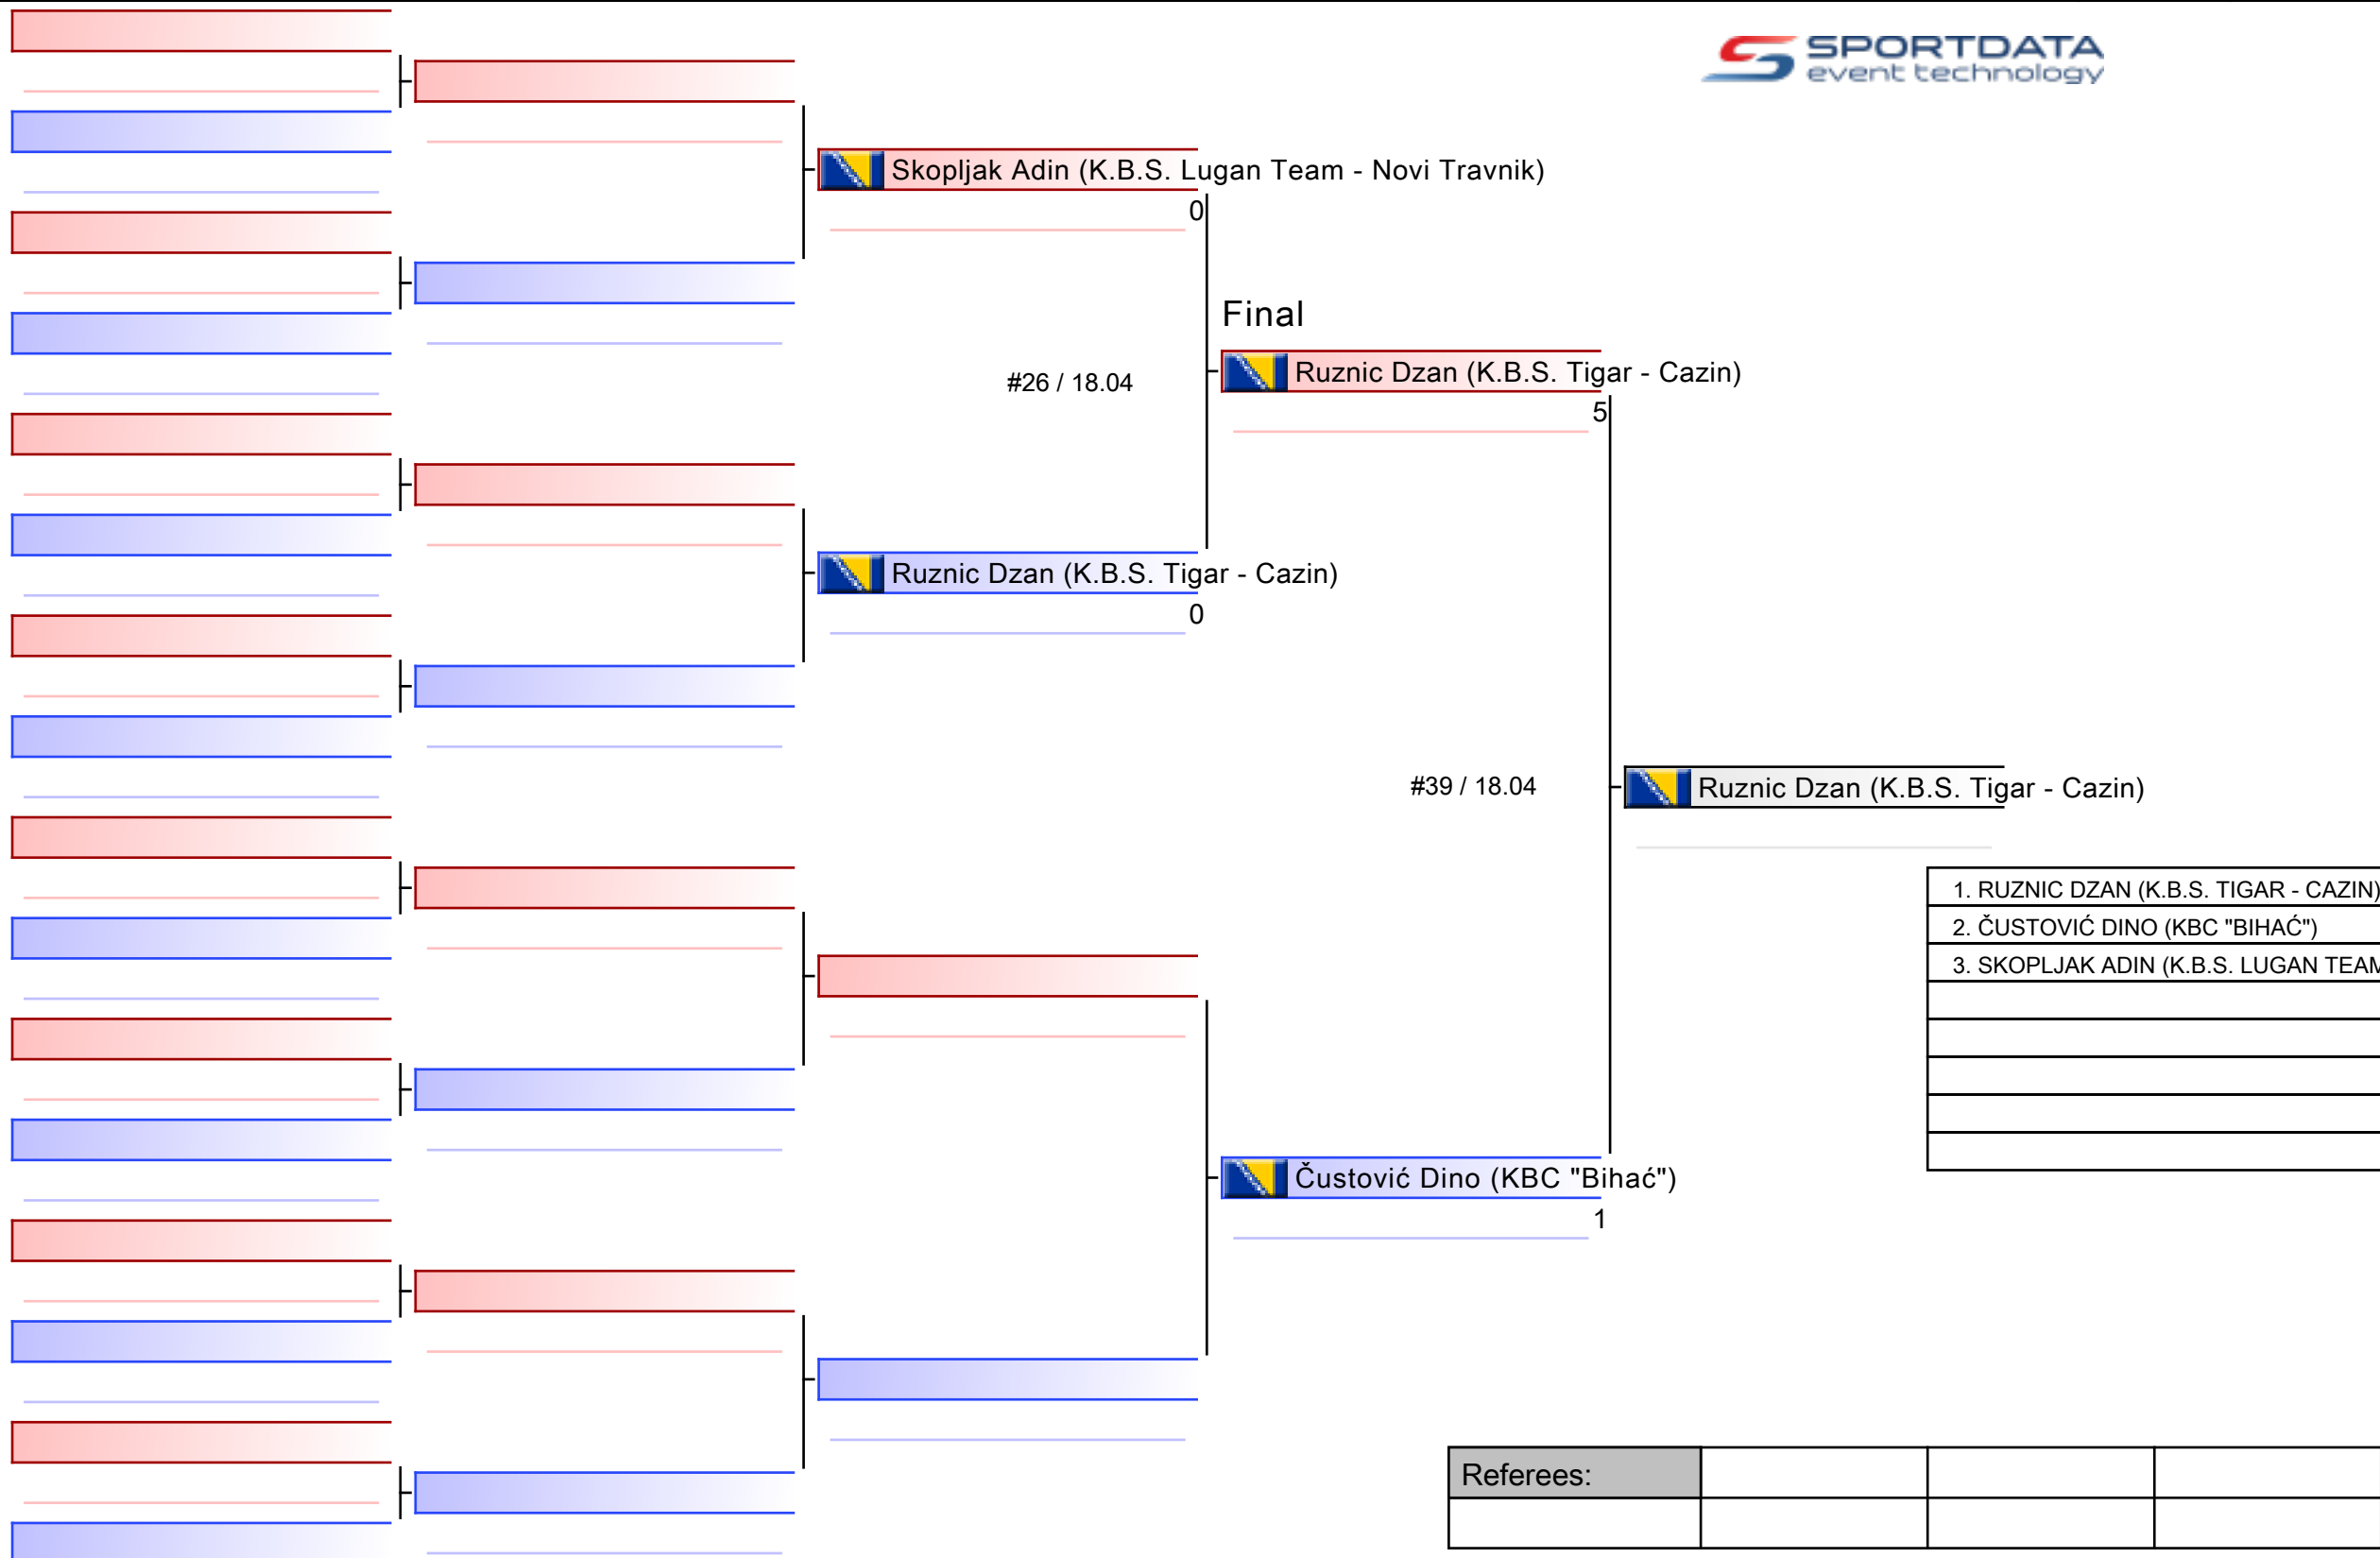 SPORTDATA
event technology
Skopljak Adin (K.B.S. Lugan Team - Novi Travnik)
0
Final
#26 / 18.04
Ruznic Dzan (K.B.S. Tigar - Cazin)
5
Ruznic Dzan (K.B.S. Tigar - Cazin)
0
#39 / 18.04
Ruznic Dzan (K.B.S. Tigar - Cazin)
1. RUZNIC DZAN (K.B.S. TIGAR - CAZIN)
2. ČUSTOVIĆ DINO (KBC "BIHAĆ")
3. SKOPLJAK ADIN (K.B.S. LUGAN TEAM
Čustović Dino (KBC "Bihać")
1
Referees: